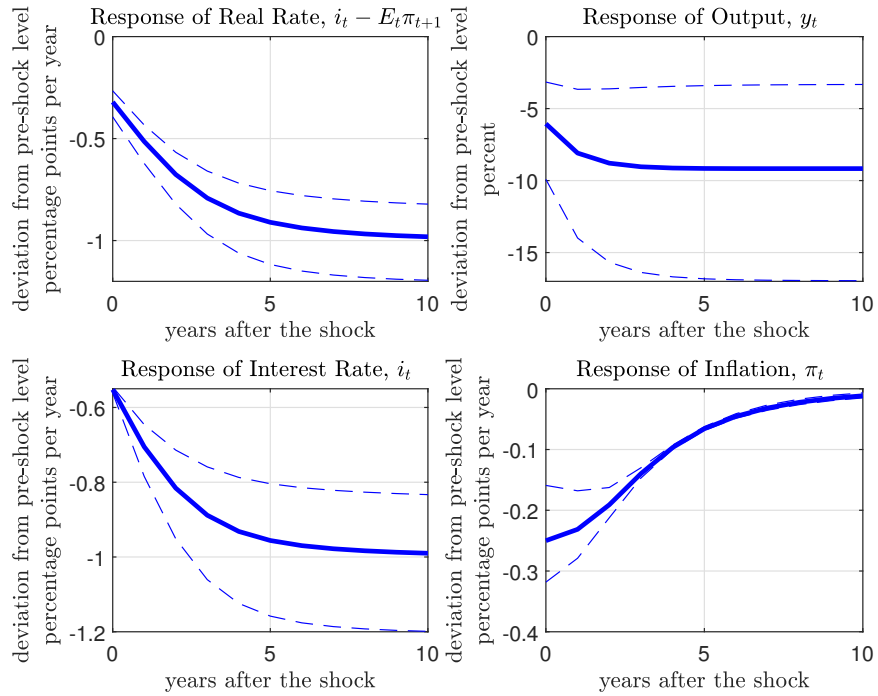 Response of Real Rate, i_t − E_tπ_{t+1}
deviation from pre-shock level
percentage points per year
0
-0.5
-1
0
5
10
years after the shock
Response of Output, y_t
deviation from pre-shock level
percent
0
-5
-10
-15
0
5
10
years after the shock
Response of Interest Rate, i_t
deviation from pre-shock level
percentage points per year
-0.6
-0.8
-1
-1.2
0
5
10
years after the shock
Response of Inflation, π_t
deviation from pre-shock level
percentage points per year
0
-0.1
-0.2
-0.3
-0.4
0
5
10
years after the shock